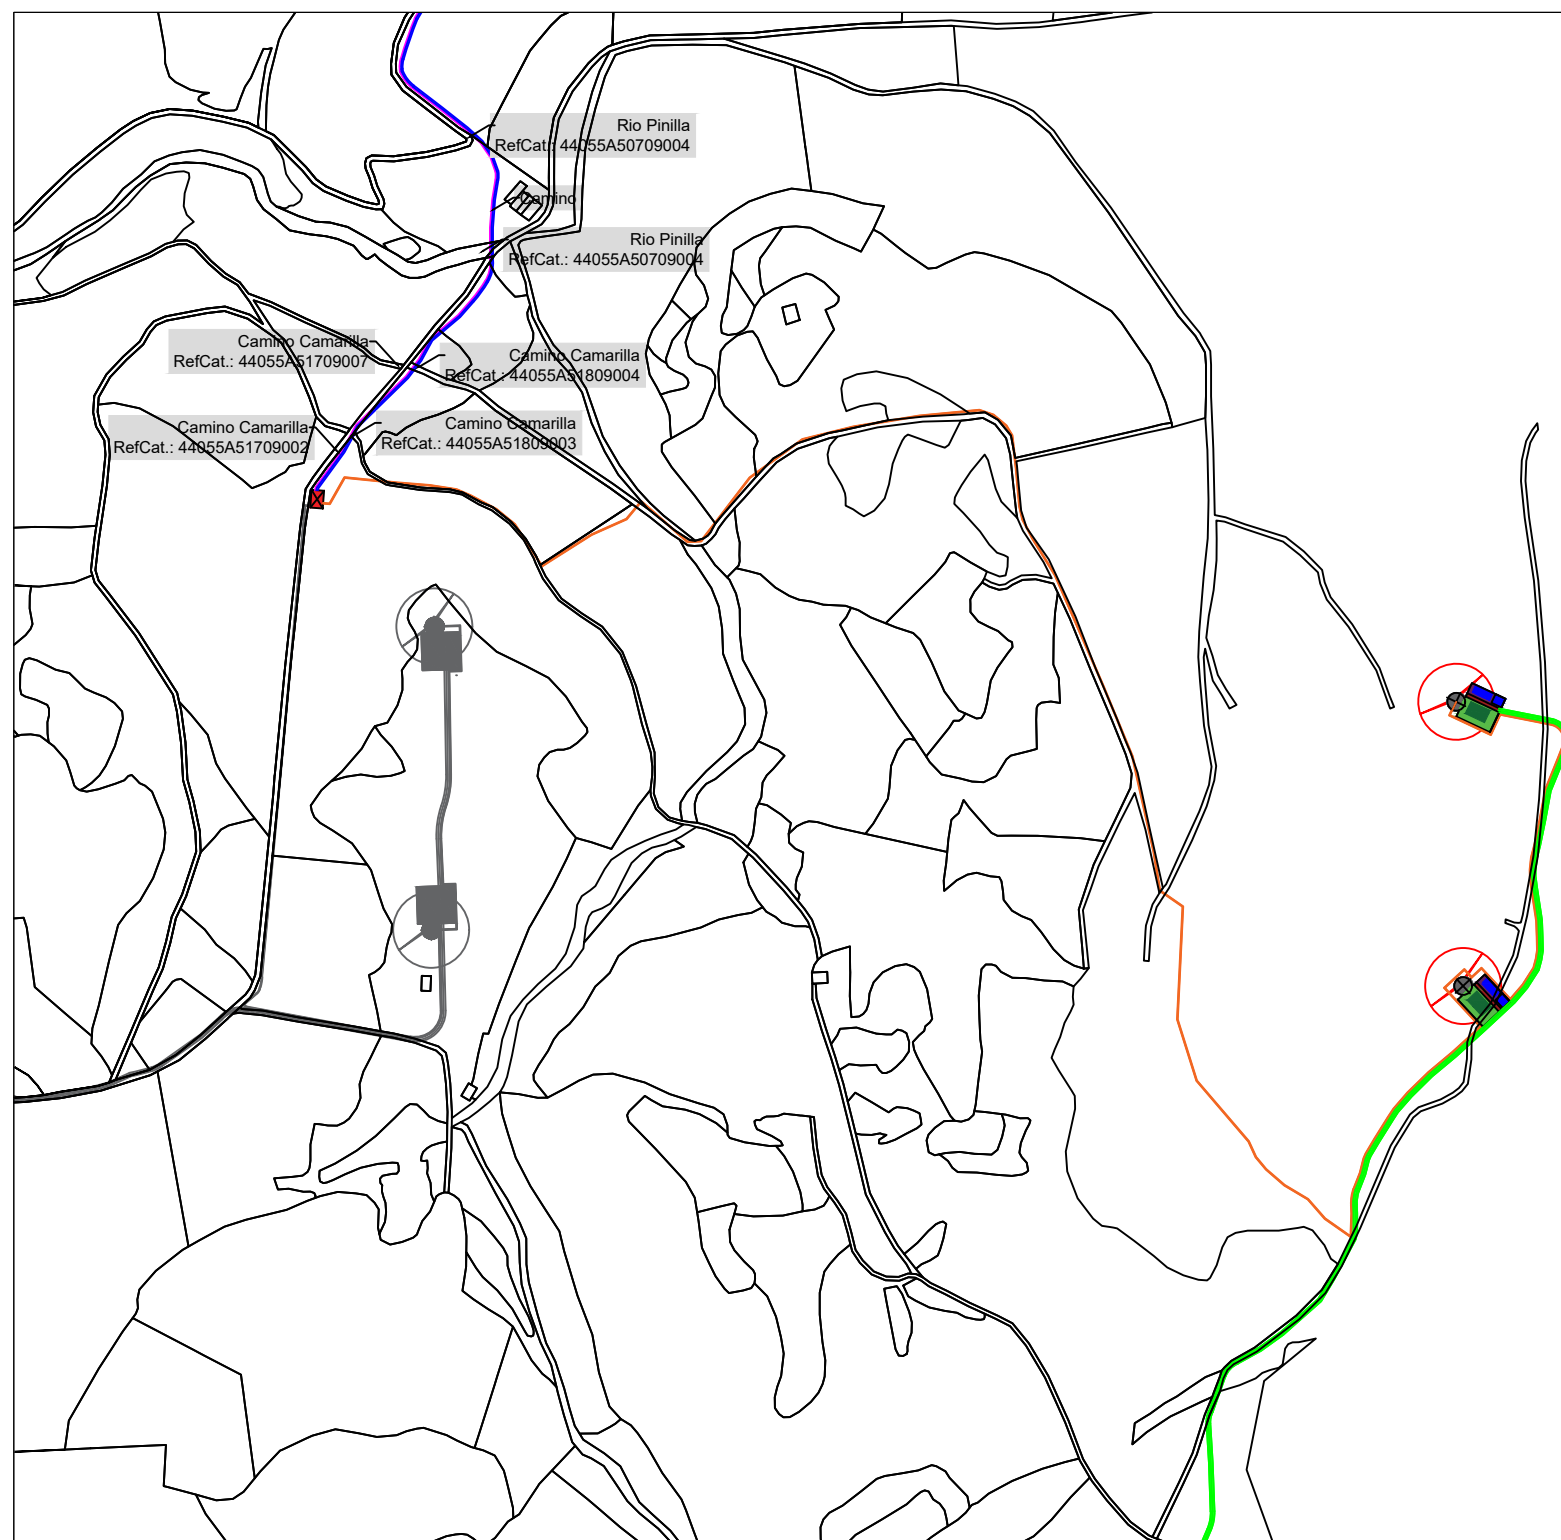 Rio Pinilla
RefCat.: 44055A50709004
Camino
Rio Pinilla
RefCat.: 44055A50709004
Camino Camarilla
RefCat.: 44055A51709007
Camino Camarilla
RefCat.: 44055A51809004
Camino Camarilla
RefCat.: 44055A51709002
Camino Camarilla
RefCat.: 44055A51809003